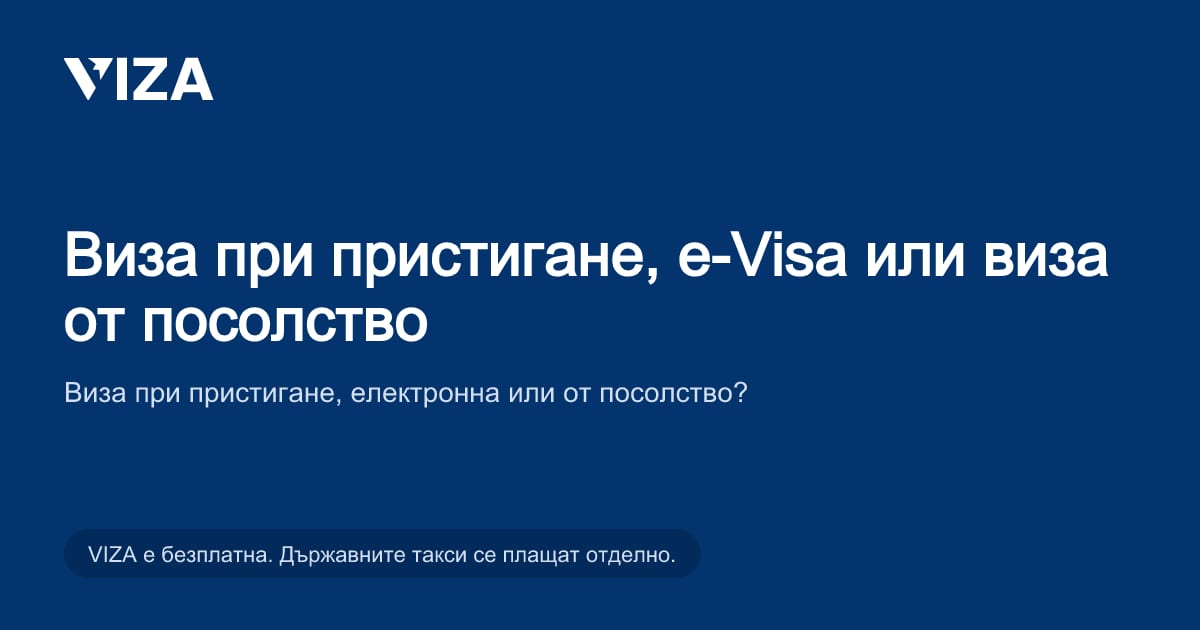 VIZA
Виза при пристигане, e-Visa или виза
от посолство
Виза при пристигане, електронна или от посолство?
VIZA е безплатна. Държавните такси се плащат отделно.